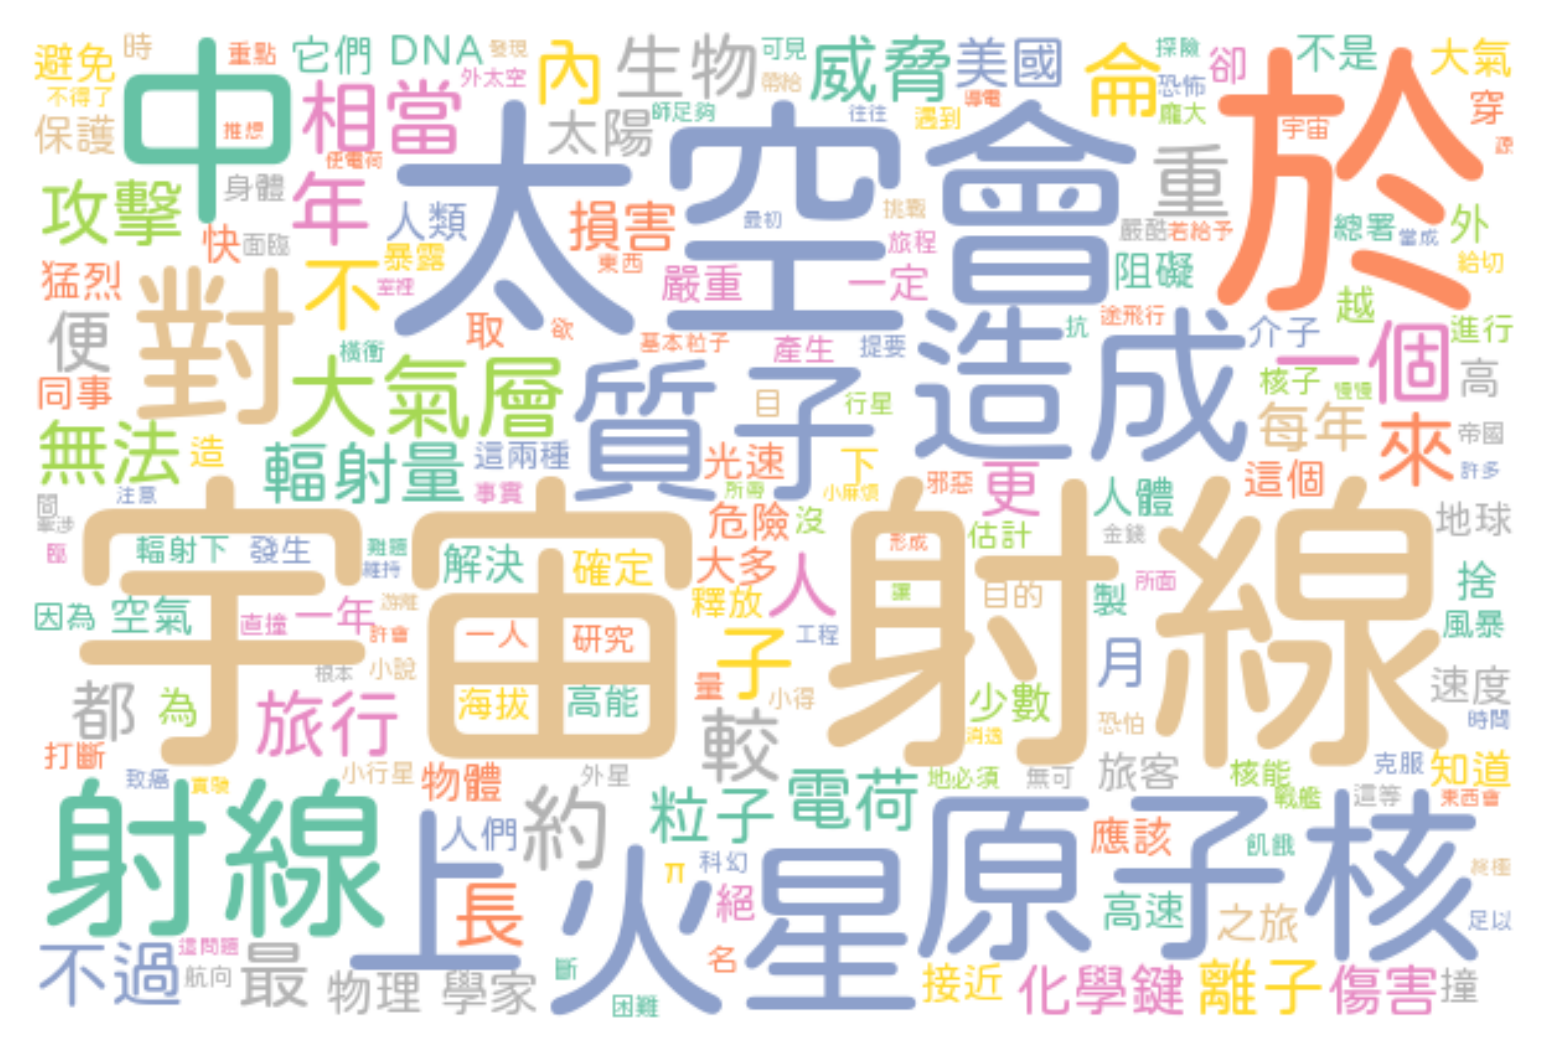 避免 時 重點 它們 DNA 發現 內 生物 可見 威脅 美國 侖 探險 卻 不是 於 大氣
不得了 中 相當 外太空 帶給 恐怖 穿
保護 推想 太陽 師足夠 往往 遇到 導電 龐大 宇宙
使電荷 太空 會 重
攻擊 身體 年 人類 損害 最初 挑戰 嚴酷 若給予 總署 當成 外
快 面臨 暴露 東西 旅程 阻礙 給切
猛烈 對 不 室裡 嚴重 一定 越
便 取 欲 基本粒子 產生 提要 造成 抗 途飛行 介子 一個 進行
橫衝 大氣層 質子 核子 慢慢 高
同事 目 行星 每年 來 帝國
無法 造 輻射量 這兩種 光速 下 邪惡 更 人體 這個 許多
注意 事實 所需 小麻煩
間 牽涉 宇宙射線 危險 沒 估計 金錢 地球
輻射下 發生 難題 解決 確定 大多 人 形成
維持 讓 目的 製 所面 捨
因為 空氣 直撞 一年 游離 釋放 風暴
許會 一人 研究 子 工程 月
根本 小說 速度
都 為 旅行 海拔 高能 量 小得 少數 恐怕 時間
打斷 較 消遇
致癌 實驗 小行星 物體 外星 地必須 無可 旅客 核能 克服 知道
射線 約 粒子 電荷 戰艦 這等 東西會
上 人們 原子核 應該 飢餓
長 火星 π 科幻 絕 高速 之旅 終極 足以
不過 這問題 最 名
航向 物理 學家 斷 困難 接近 化學鍵 離子 傷害 撞